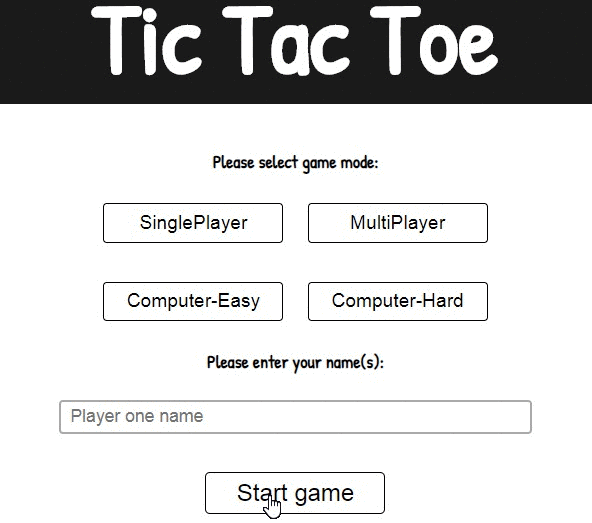 Tic Tac Toe
Please select game mode:
SinglePlayer MultiPlayer
Computer-Easy Computer-Hard
Please enter your name(s):
Player one name
Start game